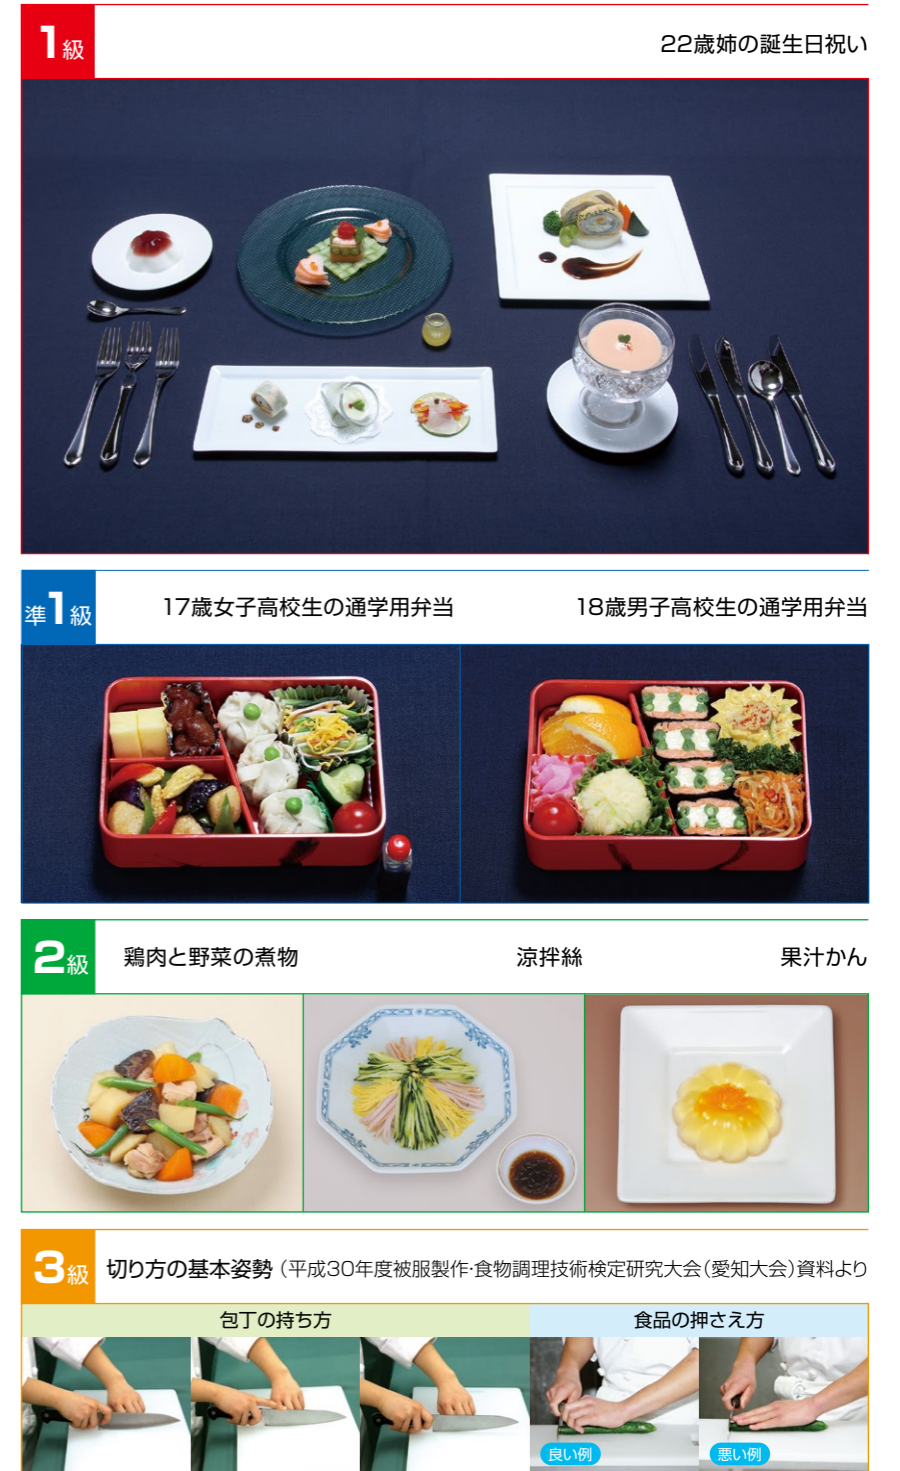 1級
22歳姉の誕生日祝い
準1級
17歳女子高校生の通学用弁当
18歳男子高校生の通学用弁当
2級
鶏肉と野菜の煮物
涼拌絲
果汁かん
3級
切り方の基本姿勢（平成30年度被服製作・食物調理技術検定研究大会（愛知大会）資料より
包丁の持ち方
食品の押さえ方
良い例
悪い例